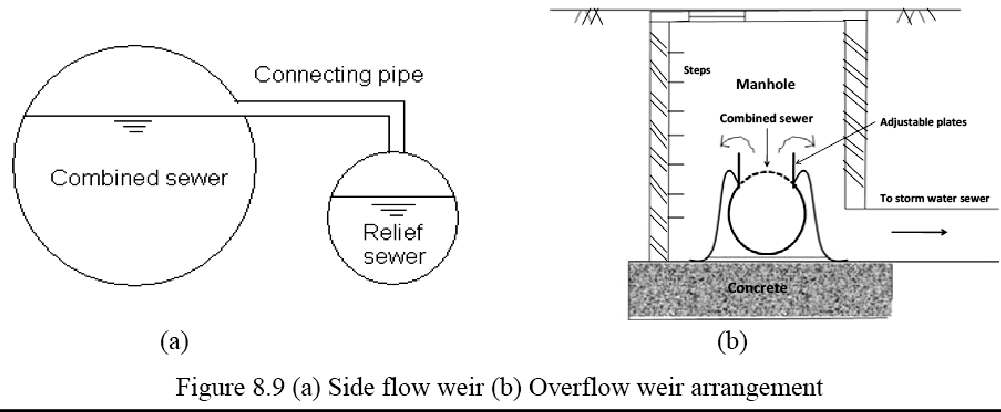 Connecting pipe
Combined sewer
Relief
sewer
(a)
Steps
Manhole
Combined sewer
Adjustable plates
To storm water sewer
Concrete
(b)
Figure 8.9 (a) Side flow weir (b) Overflow weir arrangement